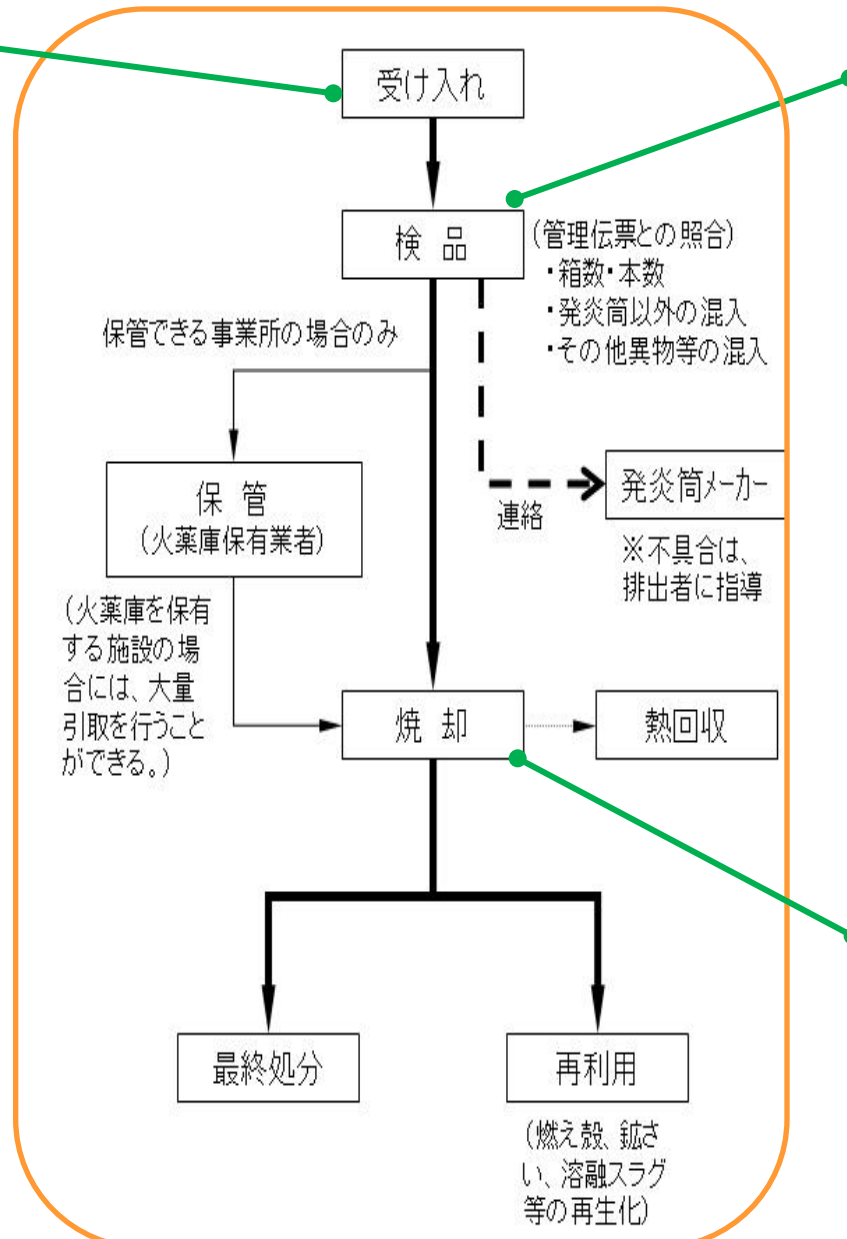 受け入れ
検 品
(管理伝票との照合)
・箱数・本数
・発炎筒以外の混入
・その他異物等の混入
保管できる事業所の場合のみ
保 管
(火薬庫保有業者)
発炎筒メーカー
連絡
※不具合は、
排出者に指導
(火薬庫を保有
する施設の場
合には、大量
引取を行うこと
ができる。)
焼 却
熱回収
最終処分
再利用
(燃え殻、鉱さ
い、溶融スラグ
等の再生化)